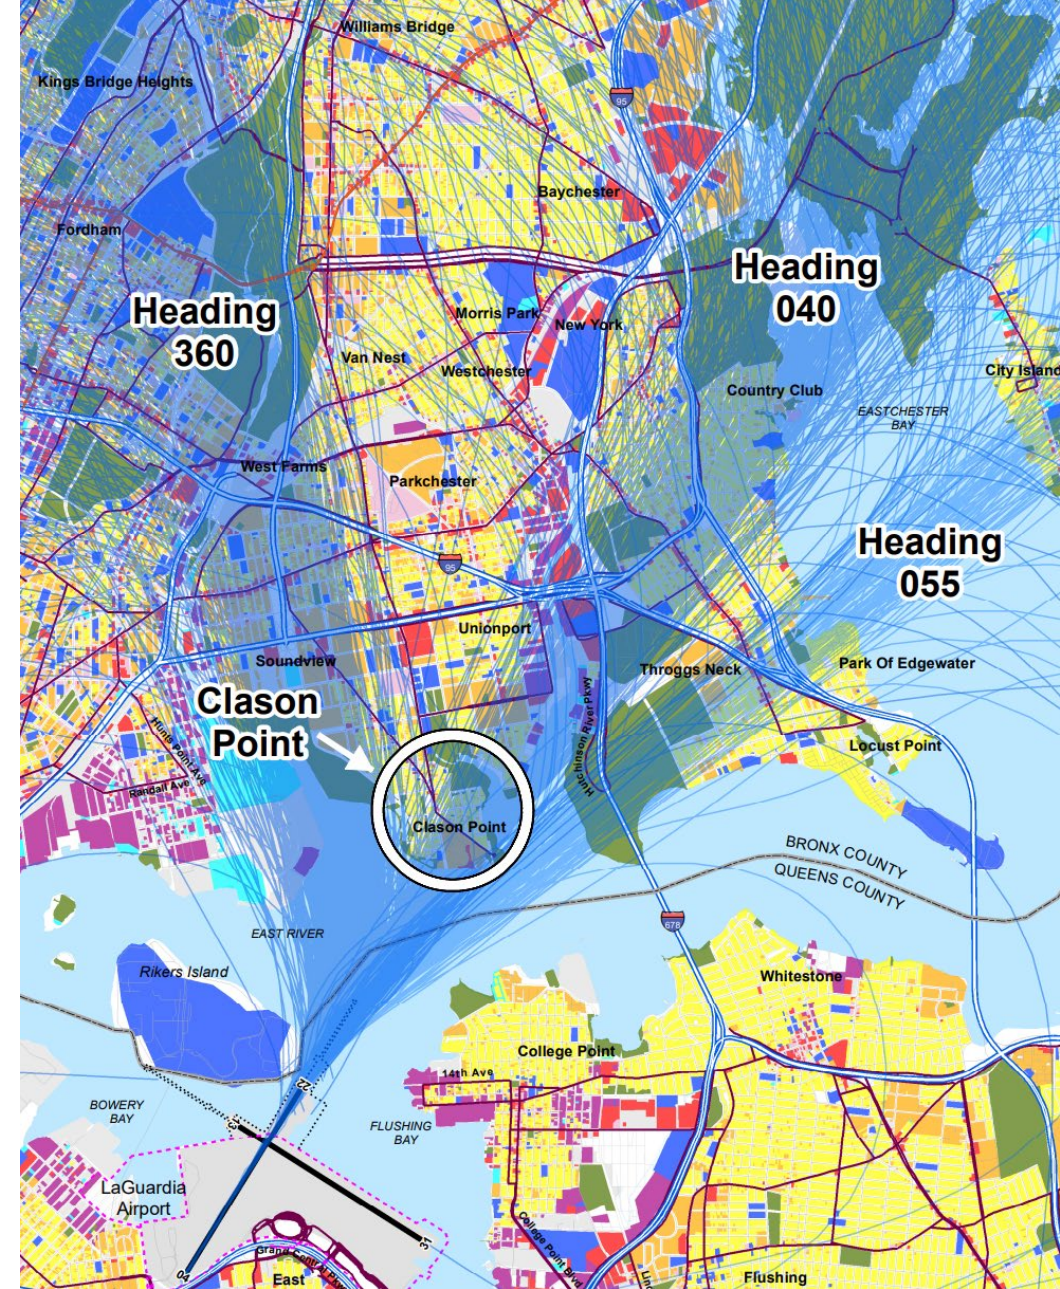 Williams Bridge
Kings Bridge Heights
95
Baychester
Fordham
Heading
040
Heading
360
Morris Park
New York
Van Nest
Westchester
City Island
Country Club
EASTCHESTER
BAY
West Farms
Parkchester
Heading
055
95
Unionport
Soundview
Throggs Neck
Park Of Edgewater
Clason
Point
Hutchinson River Pkwy
Hunts Point Ave
Locust Point
Randall Ave
Clason Point
BRONX COUNTY
QUEENS COUNTY
678
EAST RIVER
Rikers Island
Whitestone
College Point
14th Ave
22
BOWERY
BAY
FLUSHING
BAY
13
LaGuardia
Airport
College Point Blvd
31
Grand Central Pkwy
04
East
Flushing